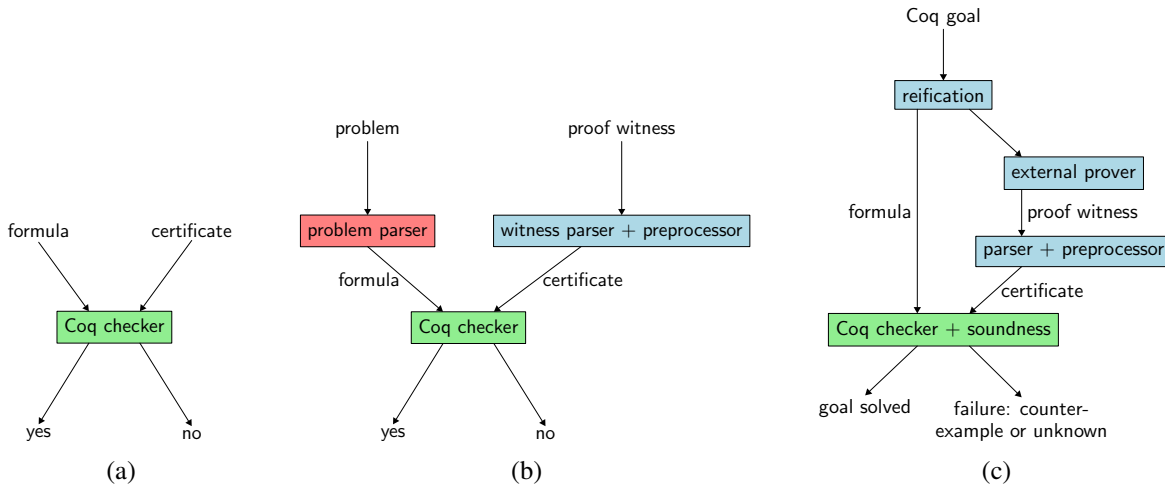 formula
certificate
Coq checker
yes
no
(a)
problem
proof witness
problem parser
witness parser + preprocessor
formula
certificate
Coq checker
yes
no
(b)
Coq goal
reification
external prover
formula
proof witness
parser + preprocessor
certificate
Coq checker + soundness
goal solved
failure: counter-
example or unknown
(c)